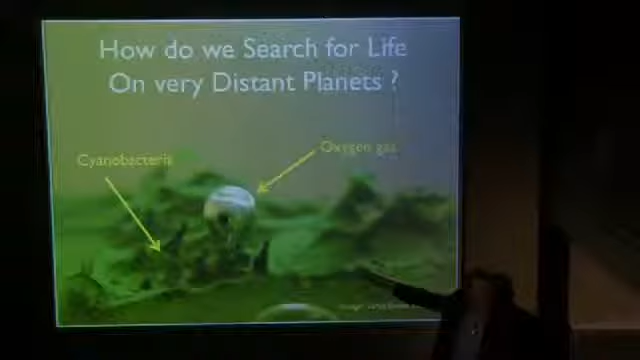 How do we Search for Life
On very Distant Planets ?
Oxygen gas
Cyanobacteria